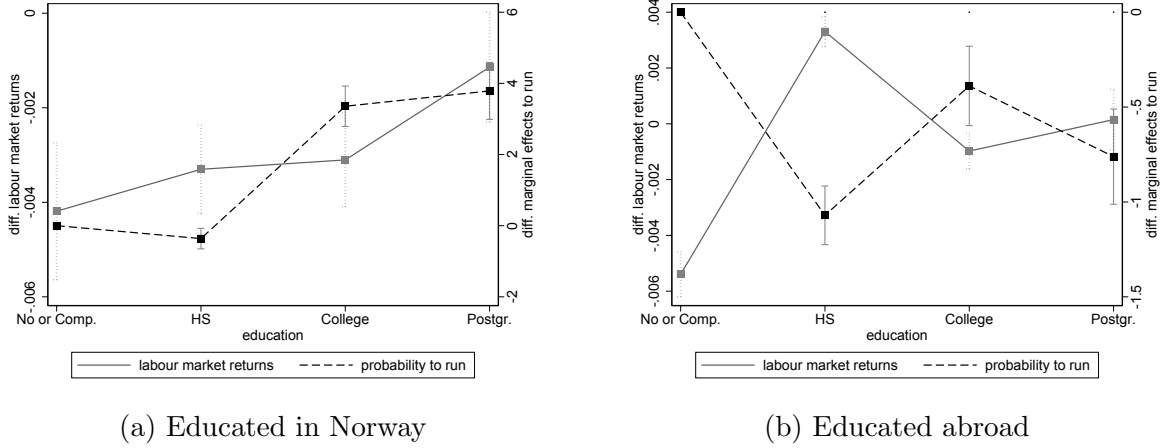 0
-.002
-.004
-.006
diff. labour market returns
6
4
2
0
-2
diff. marginal effects to run
No or Comp. HS College Postgr.
education
labour market returns probability to run
(a) Educated in Norway
.004
.002
0
-.002
-.004
-.006
diff. labour market returns
0
-.5
-1
-1.5
diff. marginal effects to run
No or Comp. HS College Postgr.
education
labour market returns probability to run
(b) Educated abroad